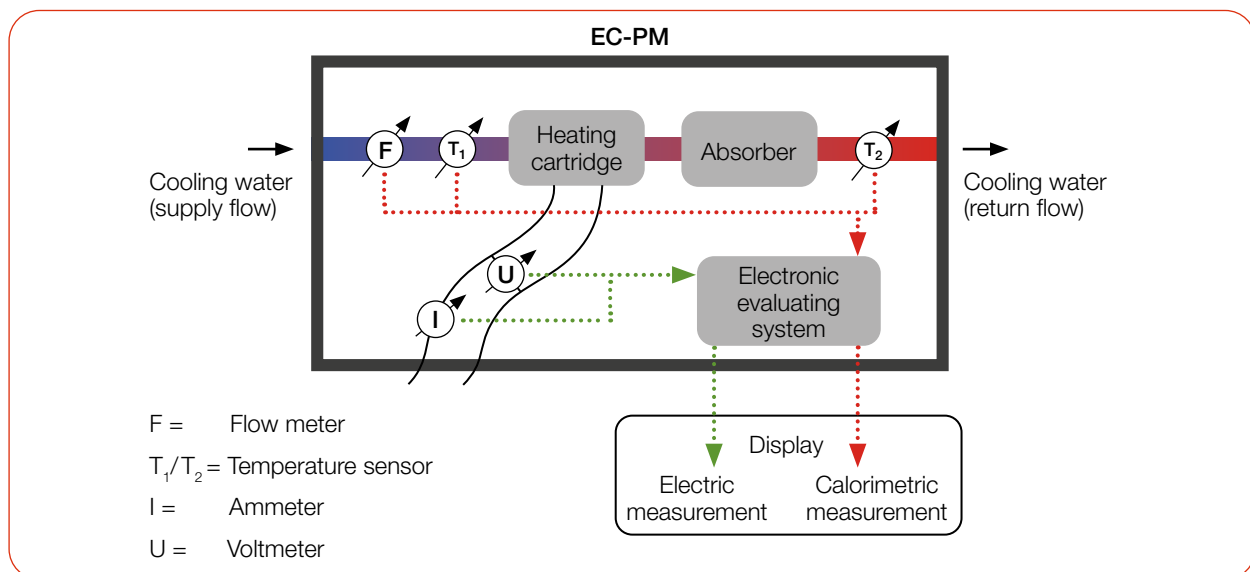 EC-PM
F
T₁
Heating
cartridge
Absorber
T₂
Cooling water
(supply flow)
Cooling water
(return flow)
U
I
Electronic
evaluating
system
F = Flow meter
T₁/T₂ = Temperature sensor
I = Ammeter
U = Voltmeter
Display
Electric
measurement
Calorimetric
measurement